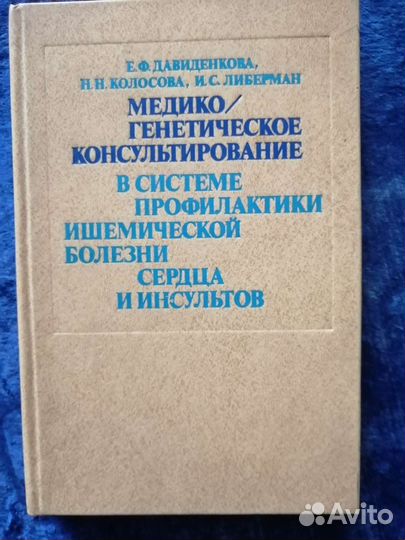 Е.Ф. ДАВИДЕНКОВА,
Н.Н. КОЛОСОВА, И.С. ЛИБЕРМАН
МЕДИКО/
ГЕНЕТИЧЕСКОЕ
КОНСУЛЬТИРОВАНИЕ
В СИСТЕМЕ
ПРОФИЛАКТИКИ
ИШЕМИЧЕСКОЙ
БОЛЕЗНИ
СЕРДЦА
И ИНСУЛЬТОВ
Avito